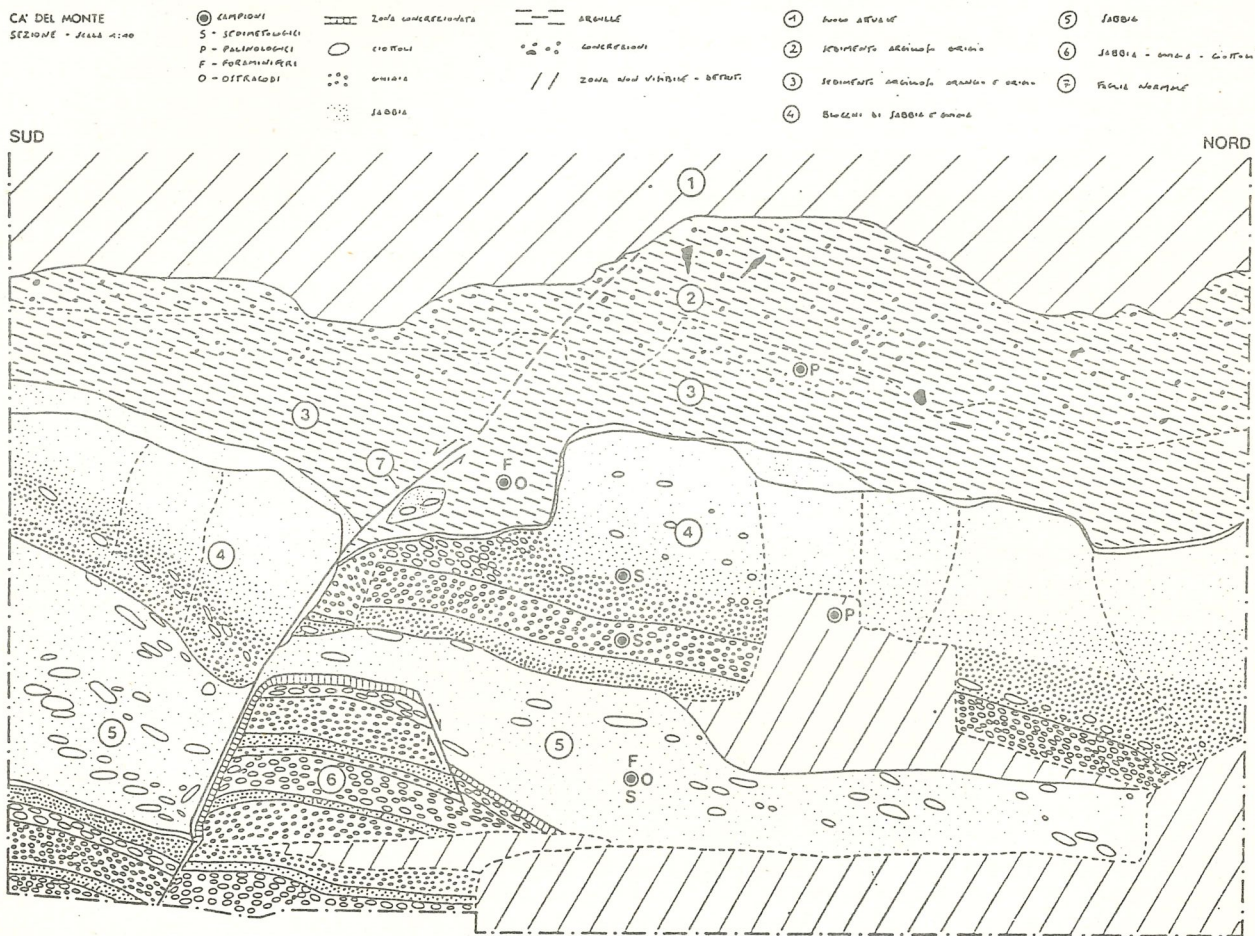 CA' DEL MONTE
SEZIONE - SCALA 1:40
CAMPIONI
S - SEDIMETOLOGICI
P - PALINOLOGICI
F - FORAMINIFERI
O - OSTRACODI
ZONA CONCREZIONATA
CIOTTOLI
GHIAIA
SABBIA
ARGILLE
CONCREZIONI
ZONA NON VISIBILE - DETRITI
1 SUOLO ATTUALE
2 SEDIMENTO ARGILLOSO GRIGIO
3 SEDIMENTO ARGILLOSO ARANCIO E GRIGIO
4 BLOCCHI DI SABBIA E GHIAIA
5 SABBIA
6 SABBIA - GHIAIA - CIOTTOLI
7 FAGLIA NORMALE
SUD
NORD
1
2
3
3
P
7
F
O
4
4
S
P
S
5
5
6
F
O
S